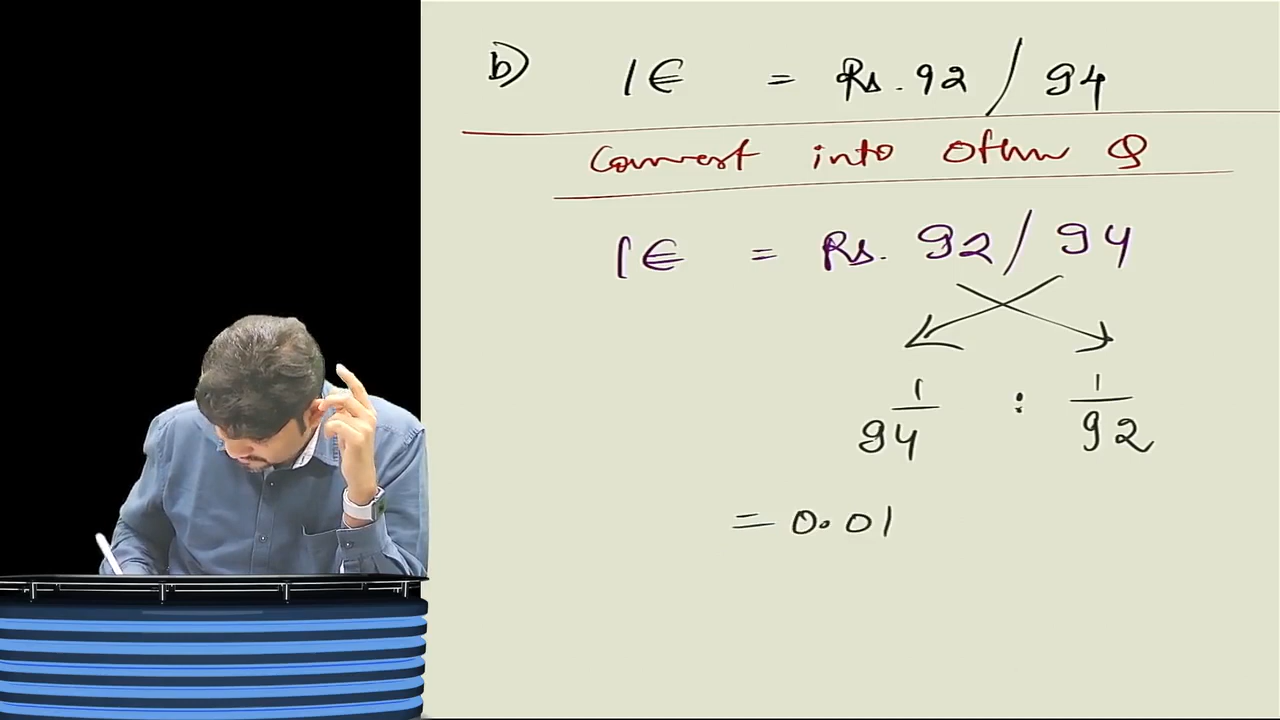 b) 1€ = Rs. 92 / 94
Convert into other Q
1€ = Rs. 92 / 94
1/94 : 1/92
= 0.01